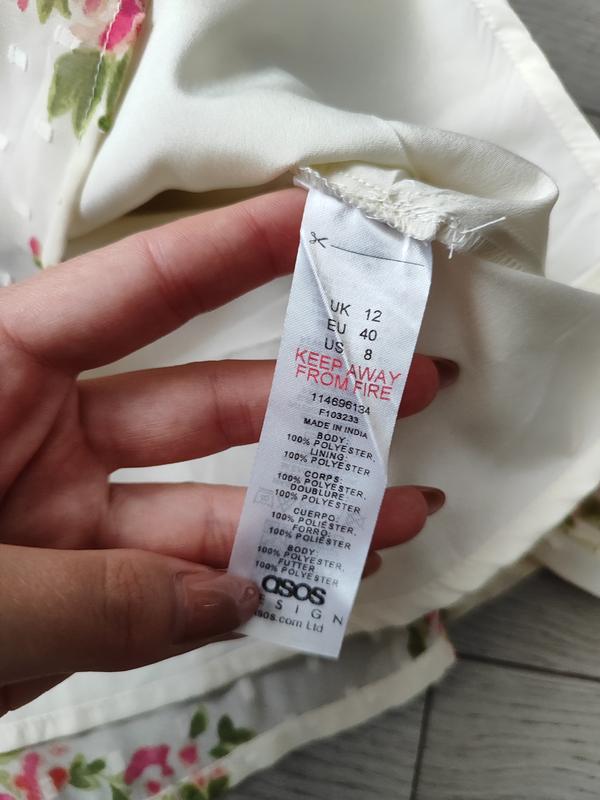 UK 12
EU 40
US 8
KEEP AWAY
FROM FIRE
114696134
F103233
MADE IN INDIA
BODY:
100% POLYESTER,
LINING:
100% POLYESTER.
CORPS:
100% POLYESTER,
DOUBLURE:
100% POLYESTER
CUERPO:
100% POLIÉSTER,
FORRO:
100% POLIÉSTER
BODY:
100% POLYESTER,
FUTTER
100% POLYESTER
asos
DESIGN
asos.com Ltd